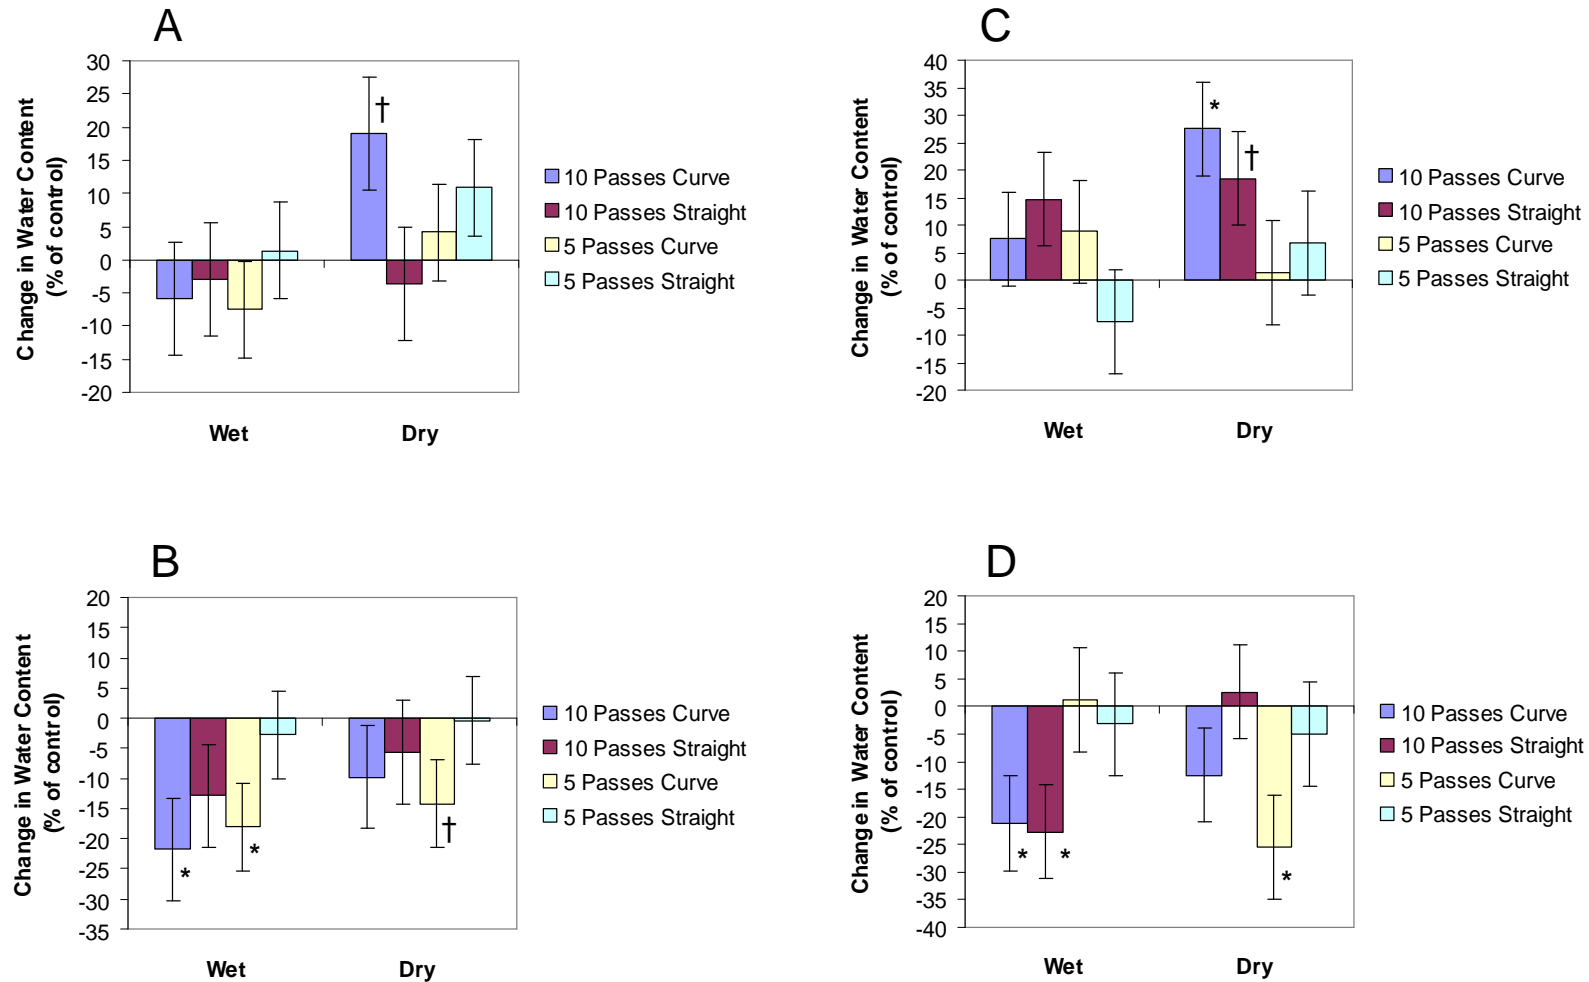 A
Change in Water Content
(% of control)
30
25
20
15
10
5
0
-5
-10
-15
-20
†
Wet
Dry
10 Passes Curve
10 Passes Straight
5 Passes Curve
5 Passes Straight
C
Change in Water Content
(% of control)
40
35
30
25
20
15
10
5
0
-5
-10
-15
-20
*
†
Wet
Dry
10 Passes Curve
10 Passes Straight
5 Passes Curve
5 Passes Straight
B
Change in Water Content
(% of control)
20
15
10
5
0
-5
-10
-15
-20
-25
-30
-35
*
*
†
Wet
Dry
10 Passes Curve
10 Passes Straight
5 Passes Curve
5 Passes Straight
D
Change in Water Content
(% of control)
20
15
10
5
0
-5
-10
-15
-20
-25
-30
-35
-40
*
*
*
Wet
Dry
10 Passes Curve
10 Passes Straight
5 Passes Curve
5 Passes Straight